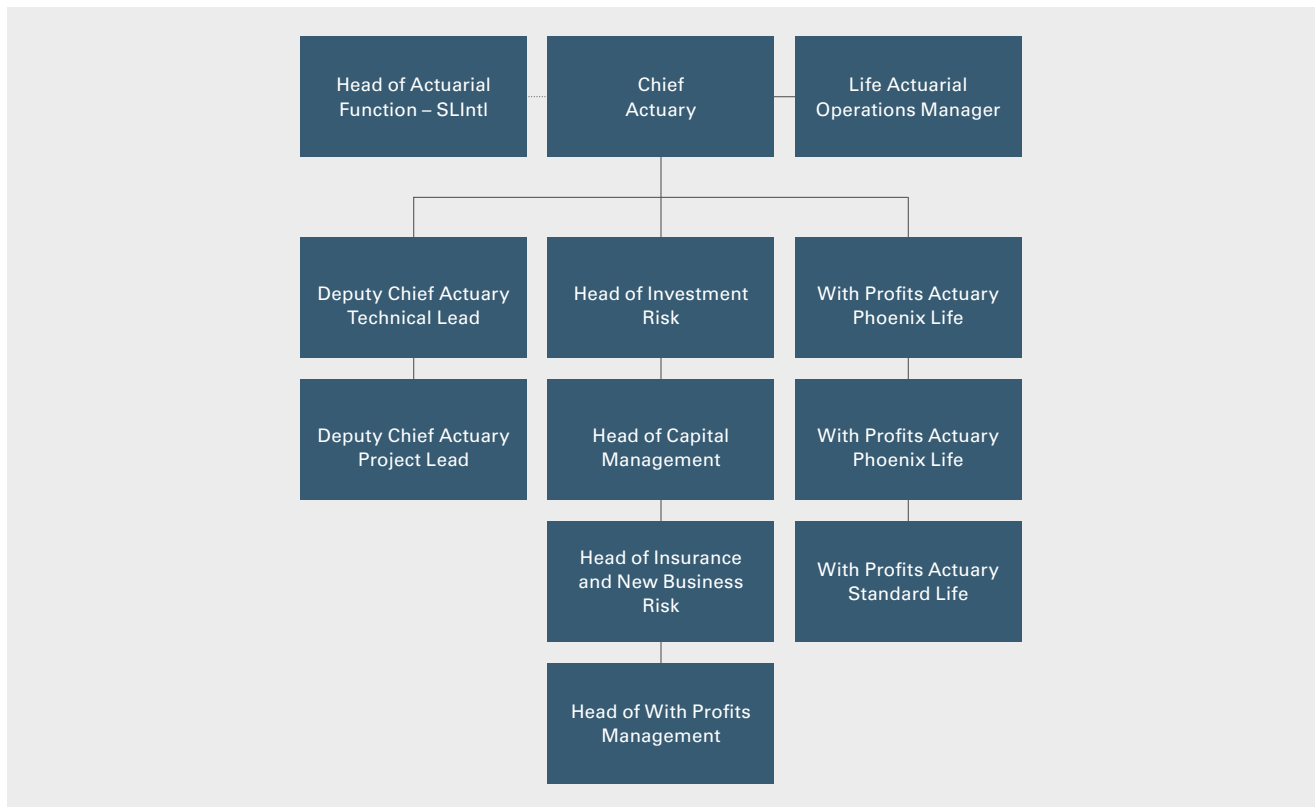 Head of Actuarial
Function – SLIntl
Chief
Actuary
Life Actuarial
Operations Manager
Deputy Chief Actuary
Technical Lead
Head of Investment
Risk
With Profits Actuary
Phoenix Life
Deputy Chief Actuary
Project Lead
Head of Capital
Management
With Profits Actuary
Phoenix Life
Head of Insurance
and New Business
Risk
With Profits Actuary
Standard Life
Head of With Profits
Management